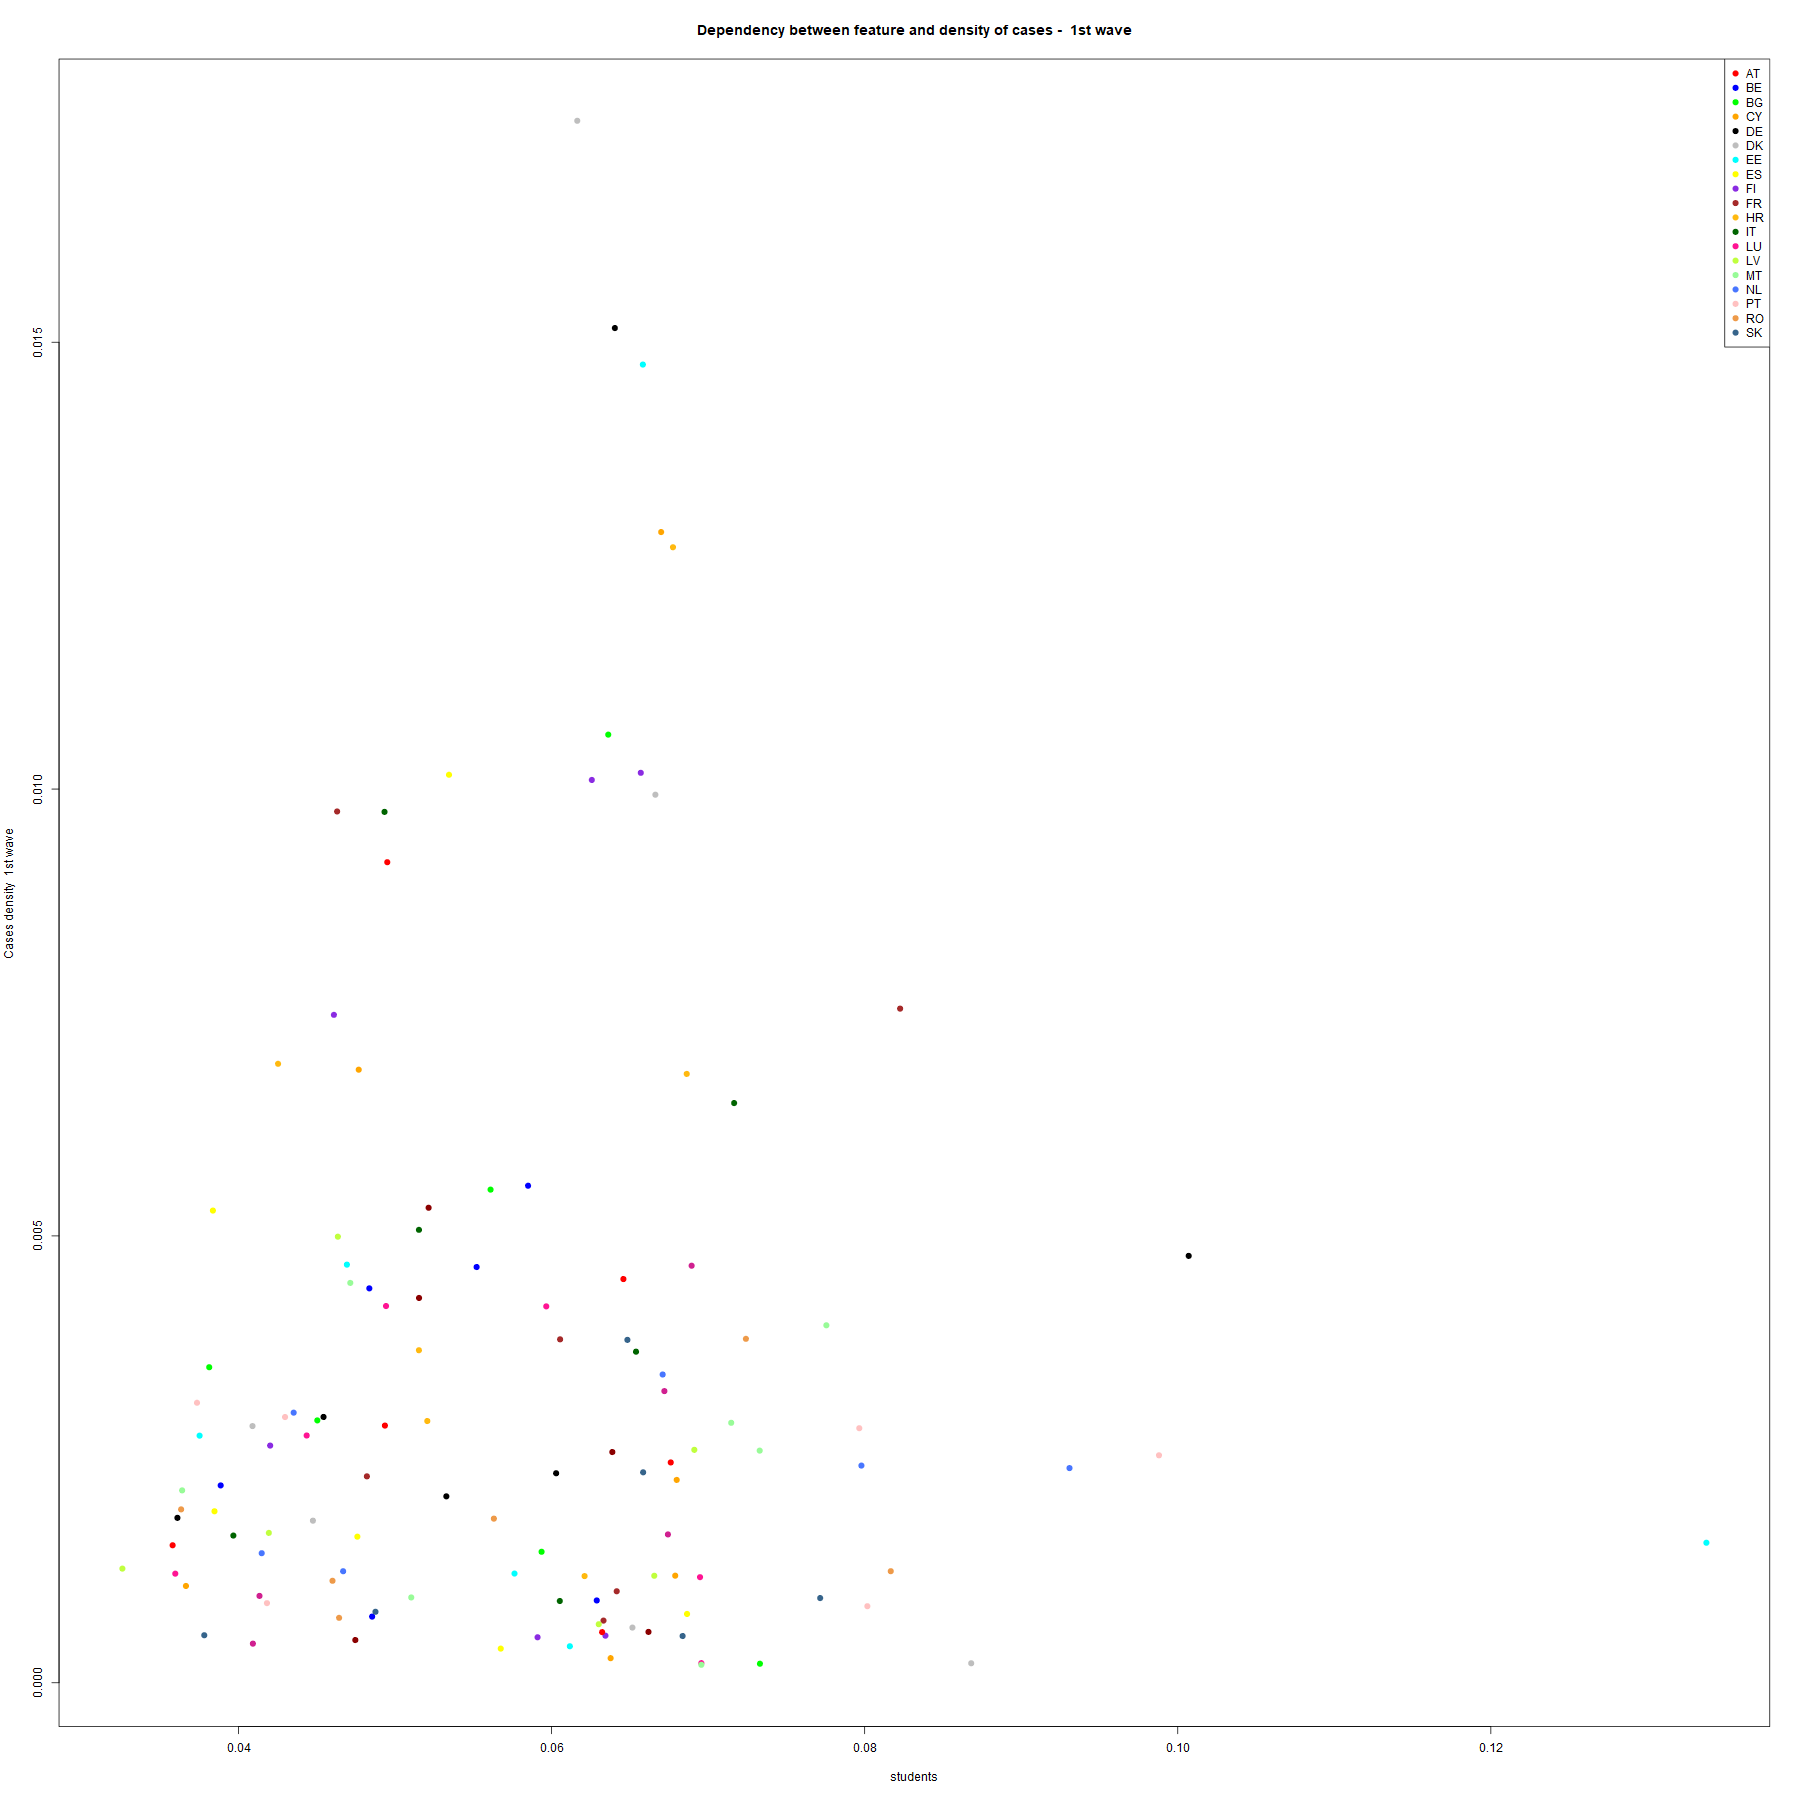 Dependency between feature and density of cases - 1st wave
AT
BE
BG
CY
DE
DK
EE
ES
FI
FR
HR
IT
LU
LV
MT
NL
PT
RO
SK
0.015
0.010
0.005
0.000
Cases density 1st wave
0.04 0.06 0.08 0.10 0.12
students